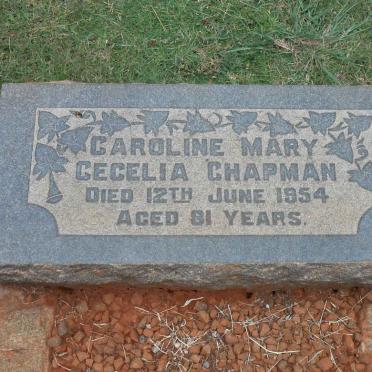 CAROLINE MARY
CECELIA CHAPMAN
DIED 12TH JUNE 1954
AGED 81 YEARS.